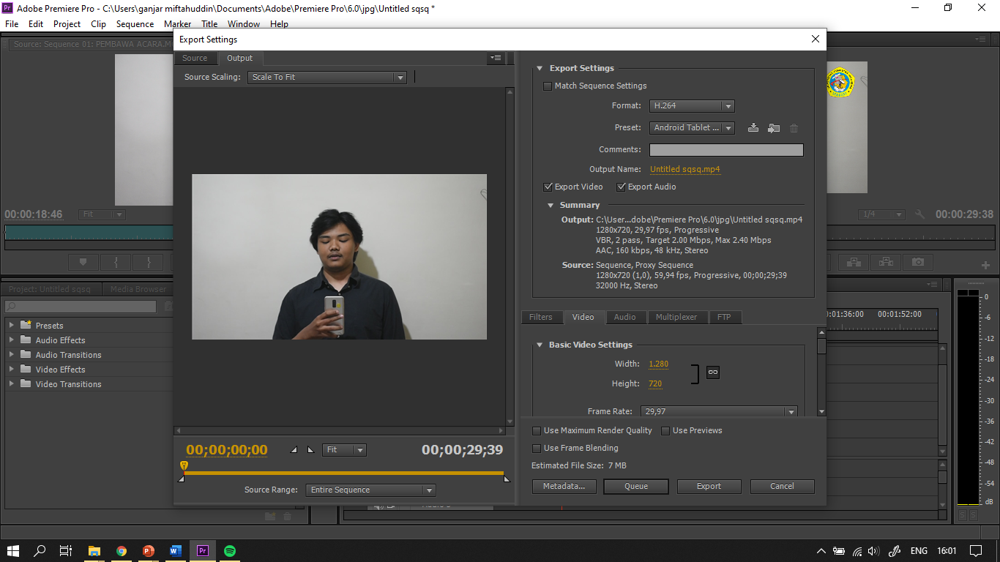 Adobe Premiere Pro - C:\Users\ganjar miftahuddin\Documents\Adobe\Premiere Pro\6.0\jpg\Untitled sqsq *
File Edit Project Clip Sequence Marker Title Window Help
Export Settings
Source: Sequence 01: PEMBAWA ACARA.M
Source Output
Source Scaling: Scale To Fit
Export Settings
Match Sequence Settings
Format: H.264
Preset: Android Tablet ...
Comments:
Output Name: Untitled sqsq.mp4
Export Video Export Audio
Summary
Output: C:\User...dobe\Premiere Pro\6.0\jpg\Untitled sqsq.mp4
1280x720, 29,97 fps, Progressive
VBR, 2 pass, Target 2.00 Mbps, Max 2.40 Mbps
AAC, 160 kbps, 48 kHz, Stereo
Source: Sequence, Proxy Sequence
1280x720 (1,0), 59,94 fps, Progressive, 00;00;29;39
32000 Hz, Stereo
00:00:18:46 Fit
1/4 00:00:29:38
Project: Untitled sqsq Media Browser
Presets
Audio Effects
Audio Transitions
Video Effects
Video Transitions
Filters Video Audio Multiplexer FTP
Basic Video Settings
Width: 1.280
Height: 720
Frame Rate: 29,97
Use Maximum Render Quality Use Previews
Use Frame Blending
Estimated File Size: 7 MB
Metadata... Queue Export Cancel
00;00;00;00 Fit 00;00;29;39
Source Range: Entire Sequence
:01:36:00 00:01:52:00
0
-6
-12
-18
-24
-30
-36
-42
-48
-54
dB
S S
ENG 16:01